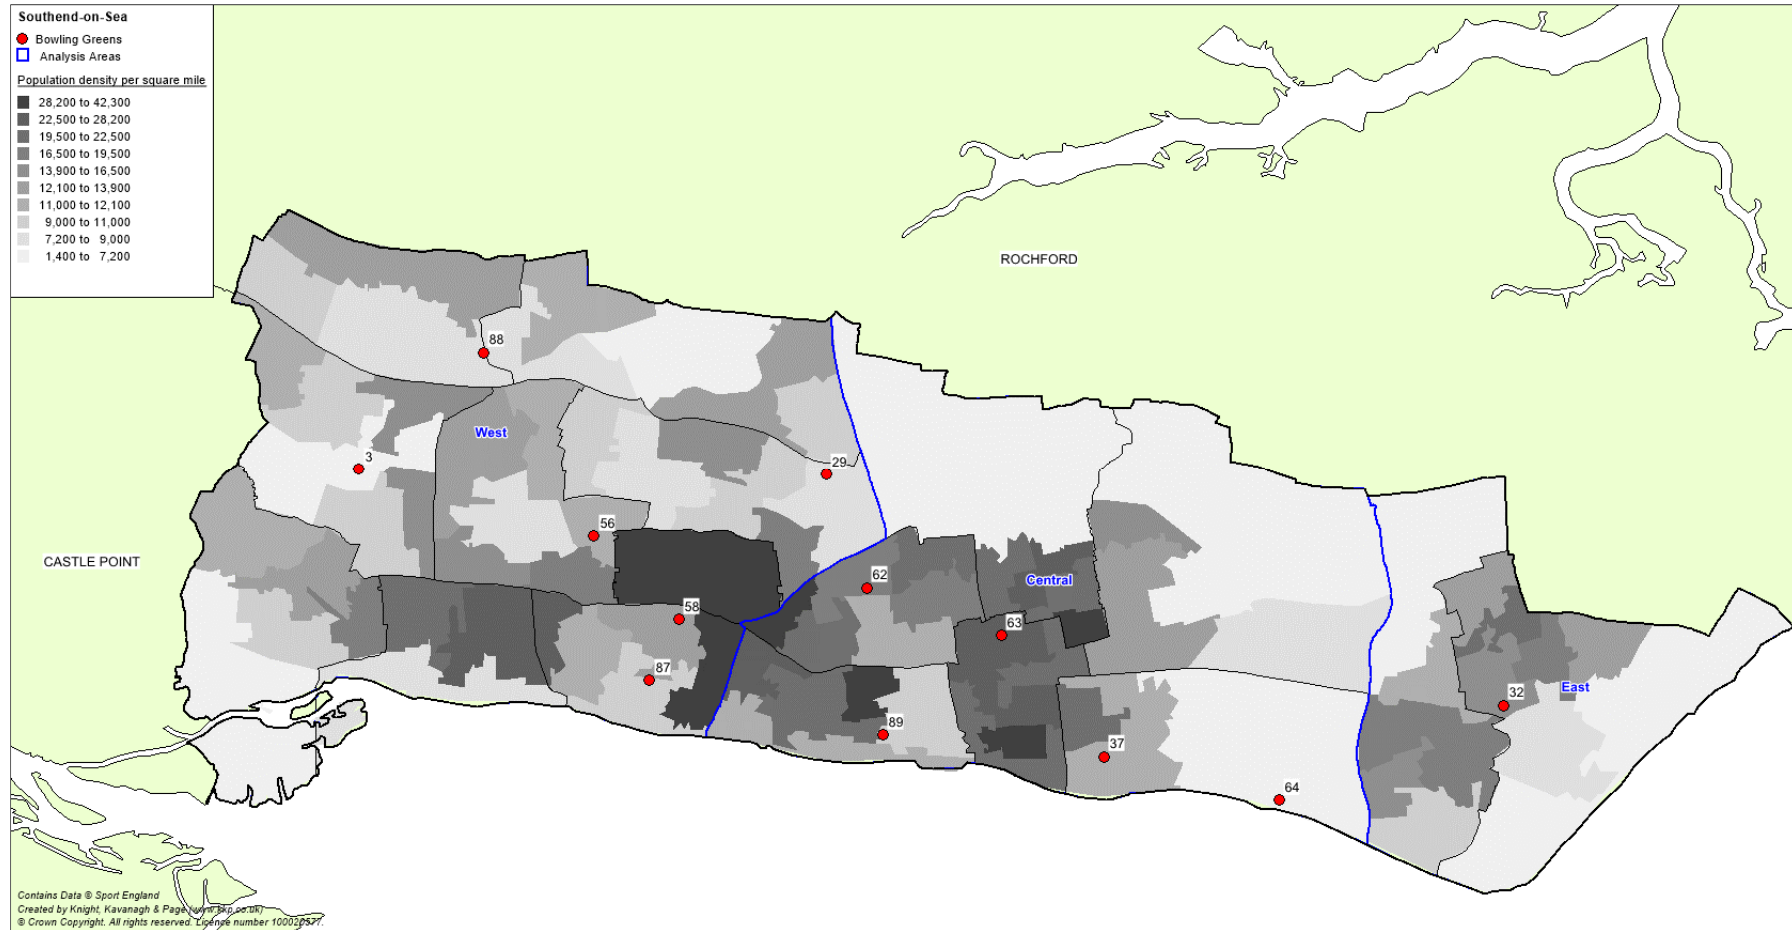 Southend-on-Sea
Bowling Greens
Analysis Areas
Population density per square mile
28,200 to 42,300
22,500 to 28,200
19,500 to 22,500
16,500 to 19,500
13,900 to 16,500
12,100 to 13,900
11,000 to 12,100
9,000 to 11,000
7,200 to 9,000
1,400 to 7,200
ROCHFORD
88
West
3
29
56
CASTLE POINT
62
Central
58
63
87
32
East
89
37
64
Contains Data © Sport England
Created by Knight, Kavanagh & Page (www.kkp.co.uk)
© Crown Copyright. All rights reserved. Licence number 100020577.